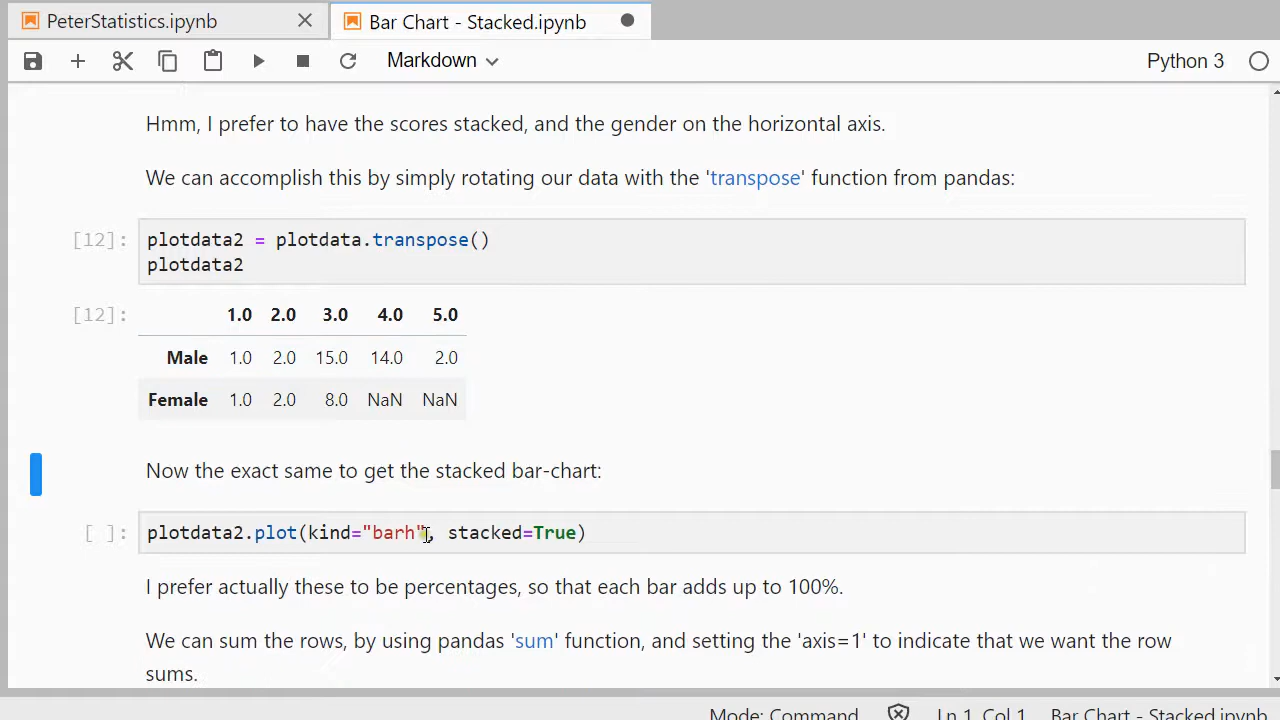 PeterStatistics.ipynb
Bar Chart - Stacked.ipynb
Markdown
Python 3
Hmm, I prefer to have the scores stacked, and the gender on the horizontal axis.
We can accomplish this by simply rotating our data with the 'transpose' function from pandas:
[12]:
plotdata2 = plotdata.transpose()
plotdata2
[12]:
1.0 2.0 3.0 4.0 5.0
Male 1.0 2.0 15.0 14.0 2.0
Female 1.0 2.0 8.0 NaN NaN
Now the exact same to get the stacked bar-chart:
[ ]:
plotdata2.plot(kind="barh", stacked=True)
I prefer actually these to be percentages, so that each bar adds up to 100%.
We can sum the rows, by using pandas 'sum' function, and setting the 'axis=1' to indicate that we want the row
sums.
Mode: Command
Ln 1, Col 1
Bar Chart - Stacked.ipynb